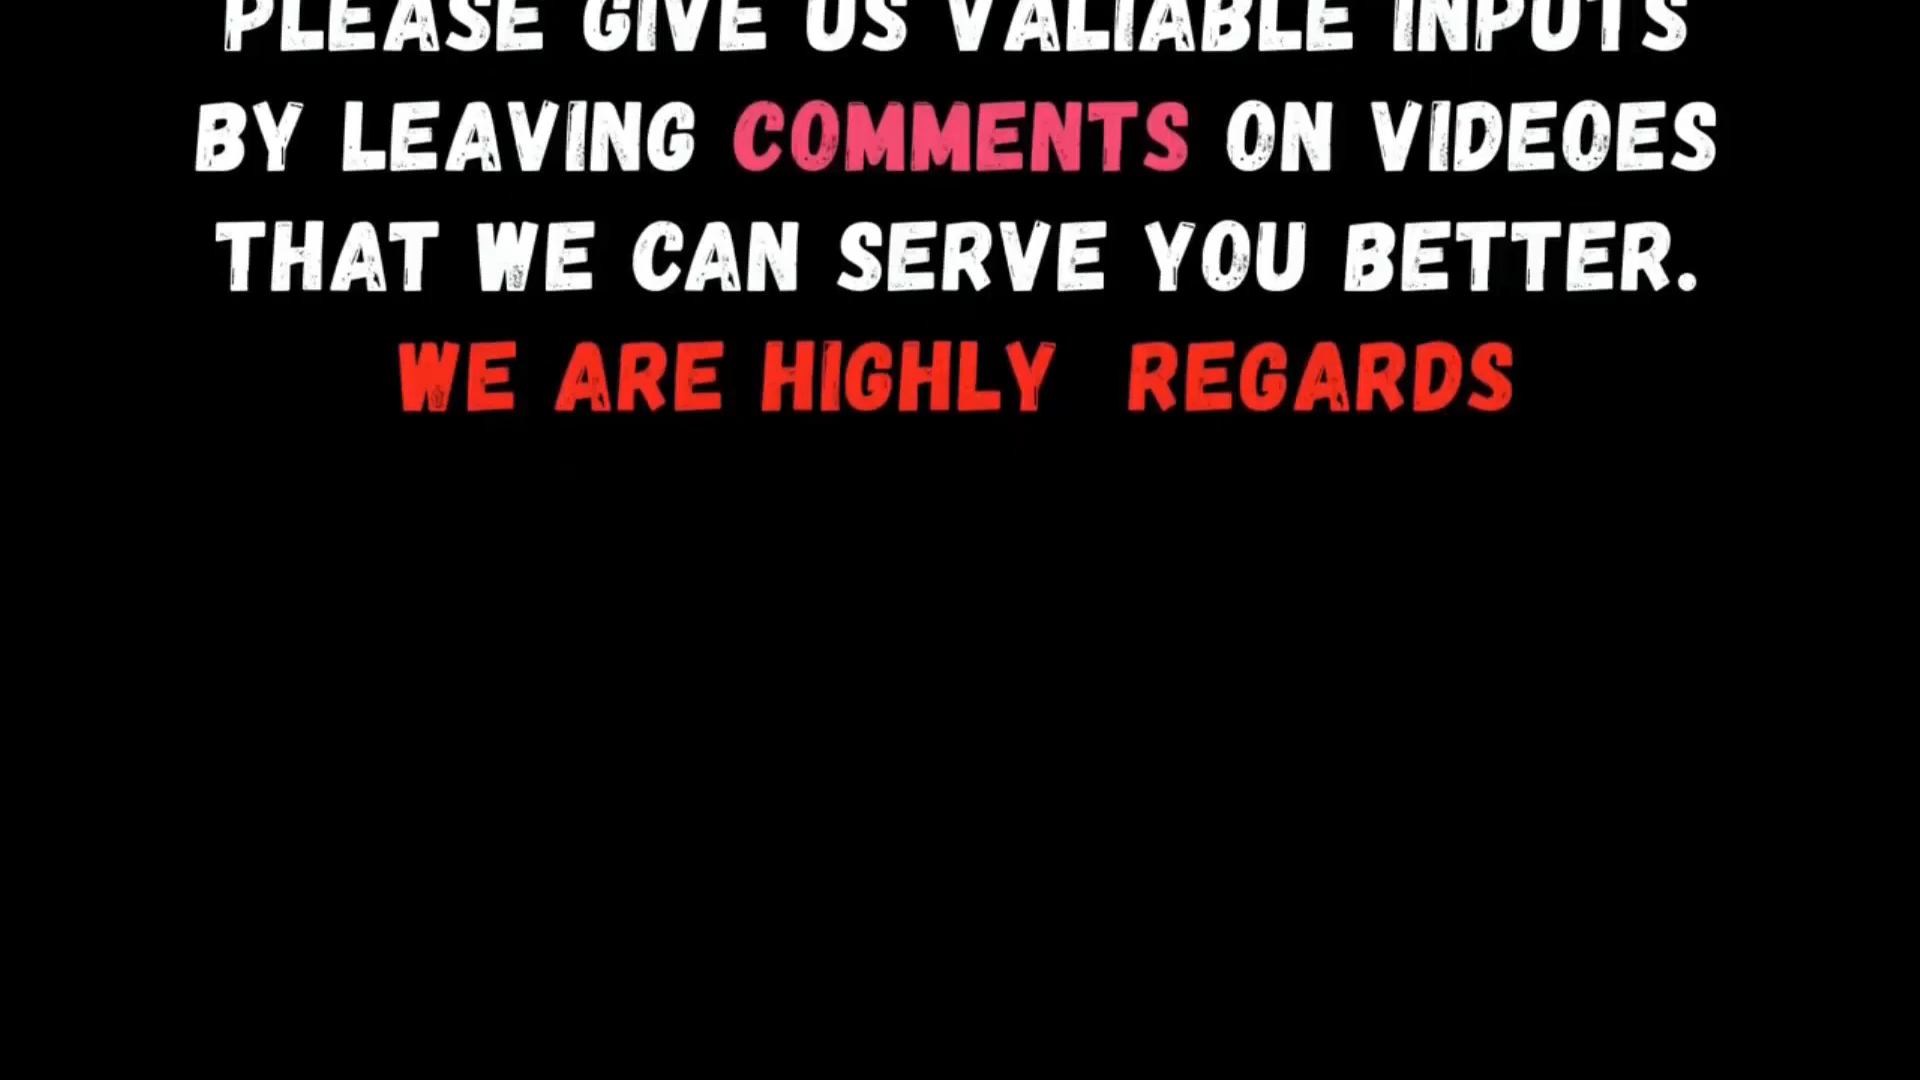 PLEASE GIVE US VALIABLE INPUTS
BY LEAVING COMMENTS ON VIDEOES
THAT WE CAN SERVE YOU BETTER.
WE ARE HIGHLY REGARDS